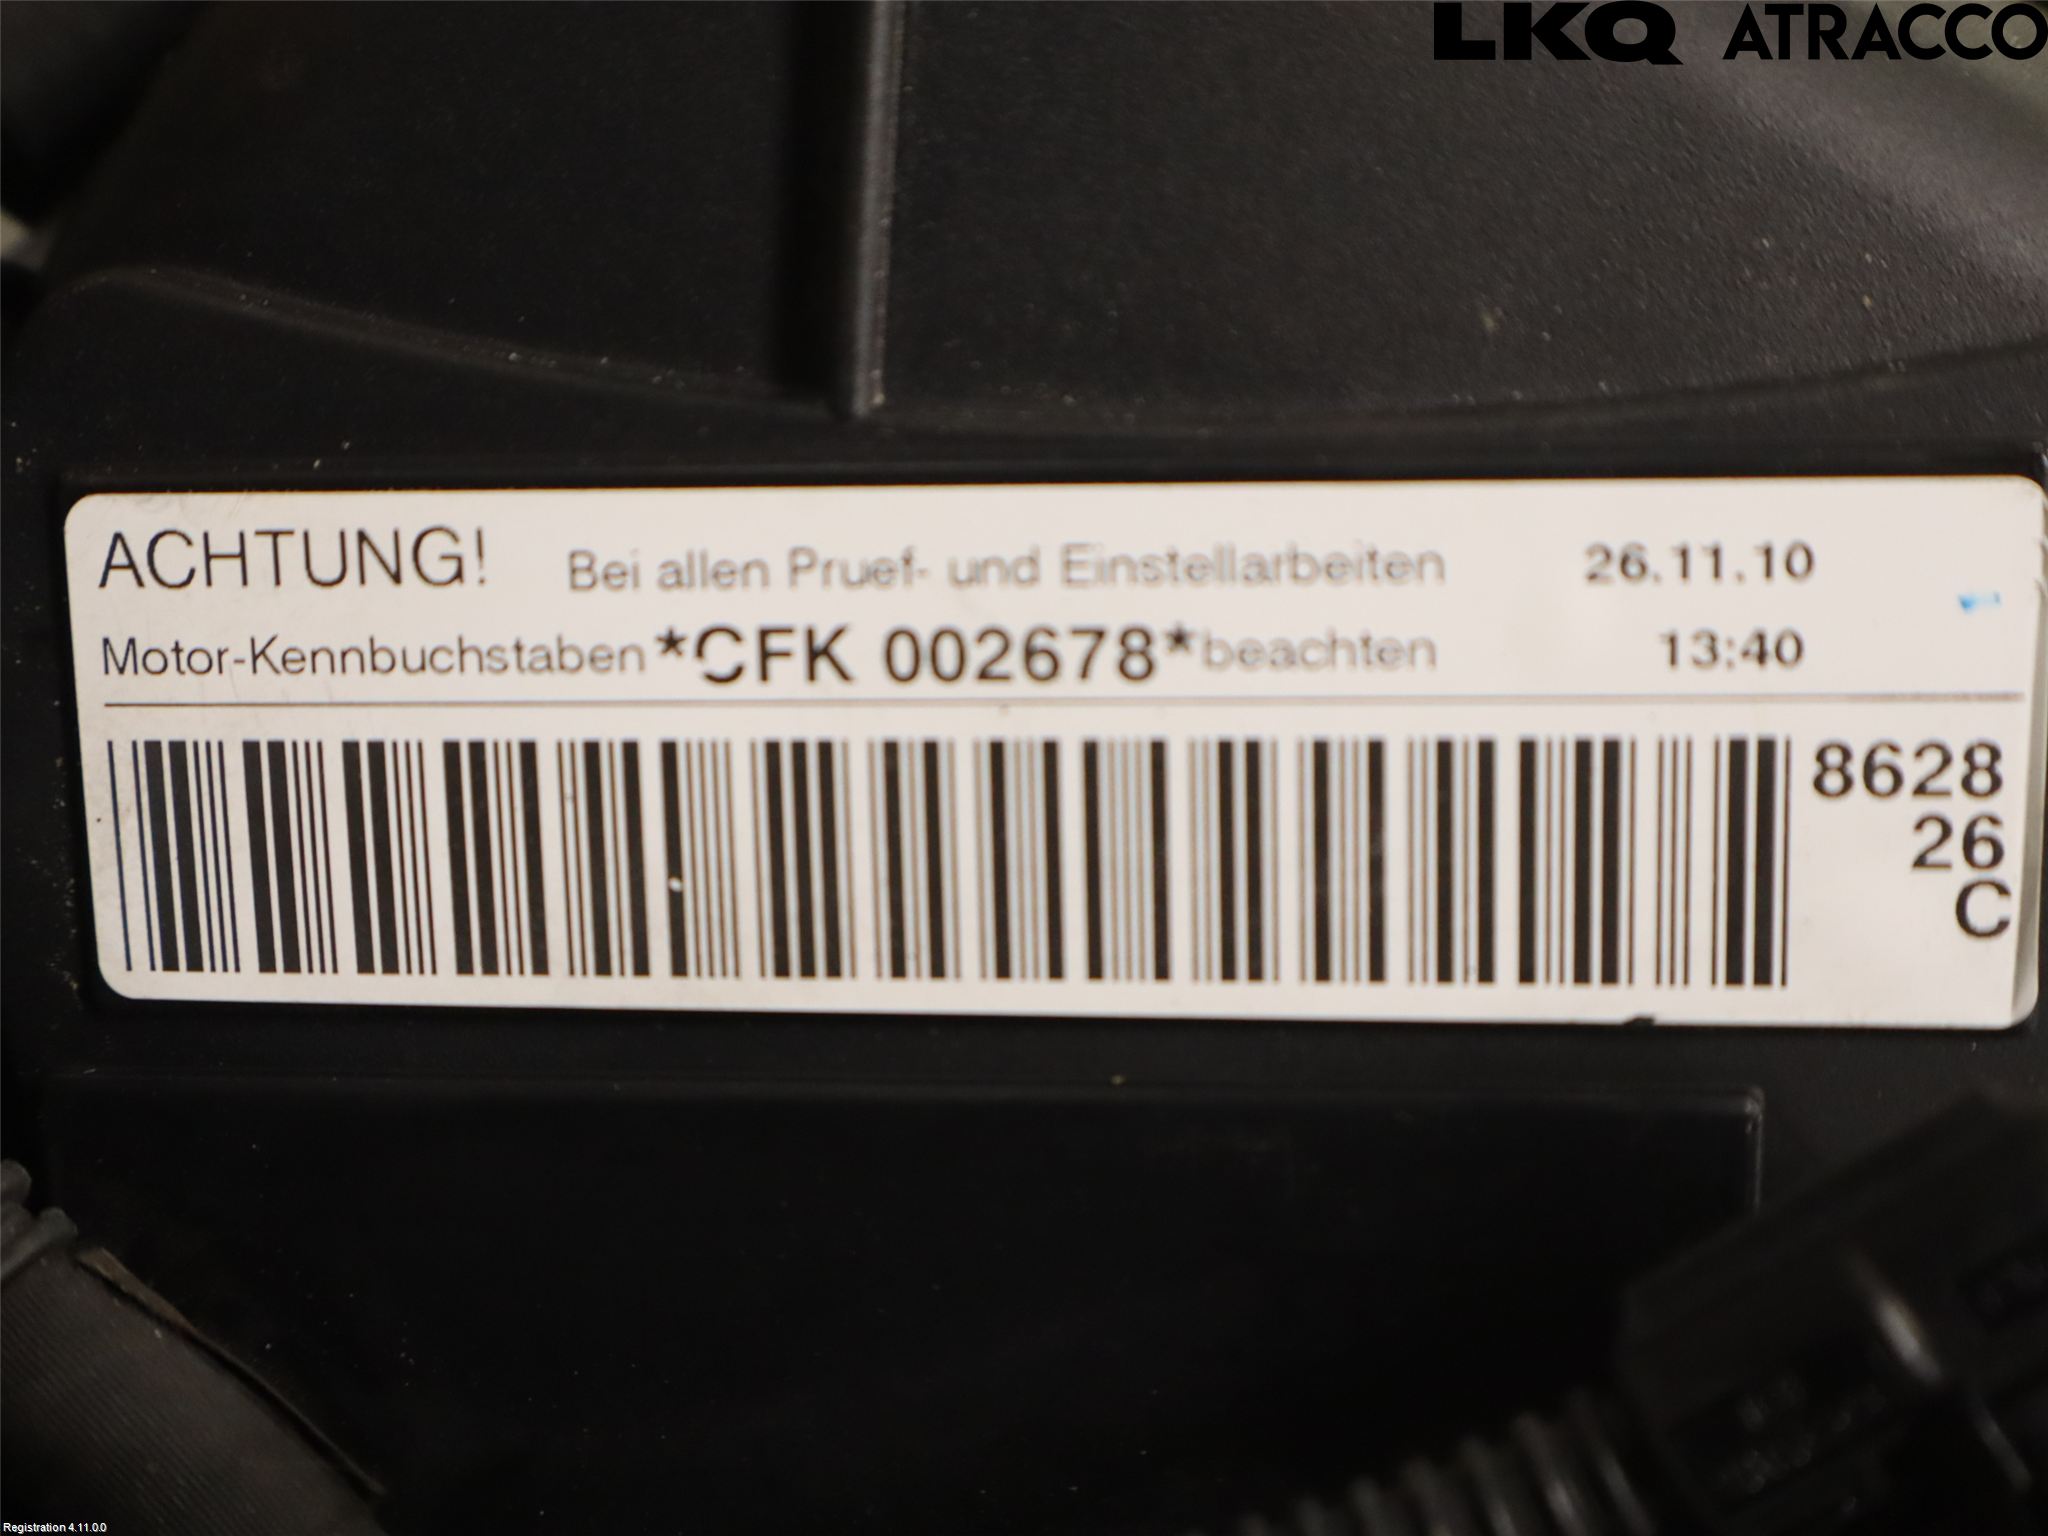 LKQ ATRACCO
ACHTUNG! Bei allen Pruef- und Einstellarbeiten 26.11.10
Motor-Kennbuchstaben *CFK 002678* beachten 13:40
8628
26
C
Registration 4.11.0.0